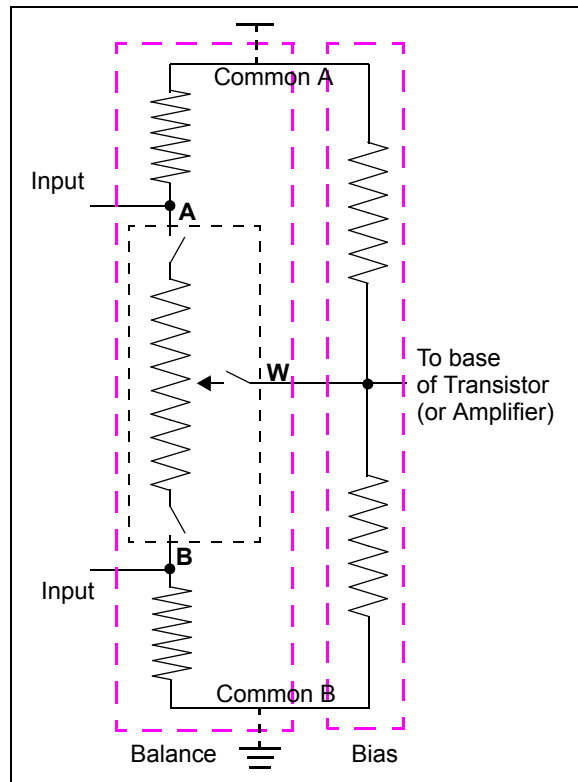 Common A
Input
A
W
To base
of Transistor
(or Amplifier)
B
Input
Common B
Balance
Bias